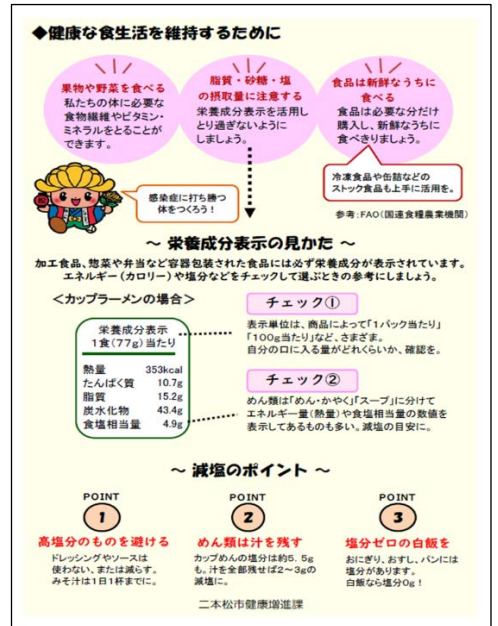 ◆健康な食生活を維持するために
果物や野菜を食べる
私たちの体に必要な
食物繊維やビタミン・
ミネラルをとることが
できます。
脂質・砂糖・塩
の摂取量に注意する
栄養成分表示を活用し
とり過ぎないように
しましょう。
食品は新鮮なうちに
食べる
食品は必要な分だけ
購入し、新鮮なうちに
食べきりましょう。
冷凍食品や缶詰などの
ストック食品も上手に活用を。
感染症に打ち勝つ
体をつくろう！
参考：FAO（国連食糧農業機関）
～ 栄養成分表示の見かた ～
加工食品、惣菜や弁当など容器包装された食品には必ず栄養成分が表示されています。
エネルギー（カロリー）や塩分などをチェックして選ぶときの参考にしましょう。
＜カップラーメンの場合＞
栄養成分表示
1食（77g）当たり
熱量 353kcal
たんぱく質 10.7g
脂質 15.2g
炭水化物 43.4g
食塩相当量 4.9g
チェック①
表示単位は、商品によって「1パック当たり」
「100g当たり」など、さまざま。
自分の口に入る量がどれくらいか、確認を。
チェック②
めん類は「めん・かやく」「スープ」に分けて
エネルギー量（熱量）や食塩相当量の数値を
表示してあるものも多い。減塩の目安に。
～ 減塩のポイント ～
POINT
1
高塩分のものを避ける
ドレッシングやソースは
使わない、または減らす。
みそ汁は1日1杯までに。
POINT
2
めん類は汁を残す
カップめんの塩分は約5.5g
も。汁を全部残せば2～3gの
減塩に。
POINT
3
塩分ゼロの白飯を
おにぎり、おすし、パンには
塩分があります。
白飯なら塩分0g！
二本松市健康増進課